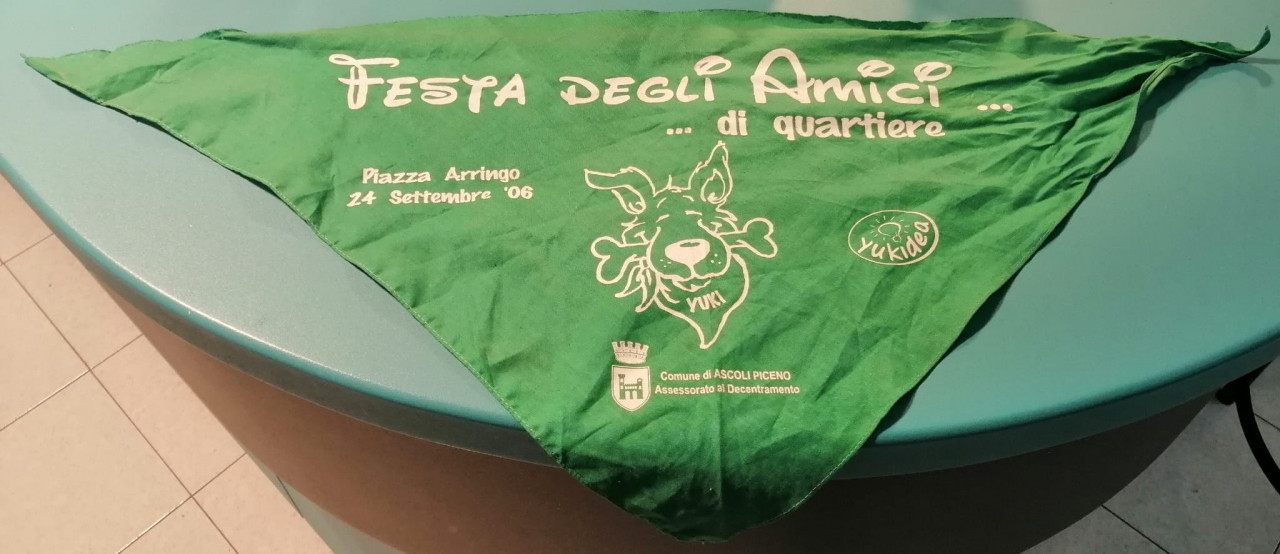 Festa degli Amici ...
... di quartiere
Piazza Arringo
24 Settembre '06
yukidea
YUKI
Comune di ASCOLI PICENO
Assessorato al Decentramento